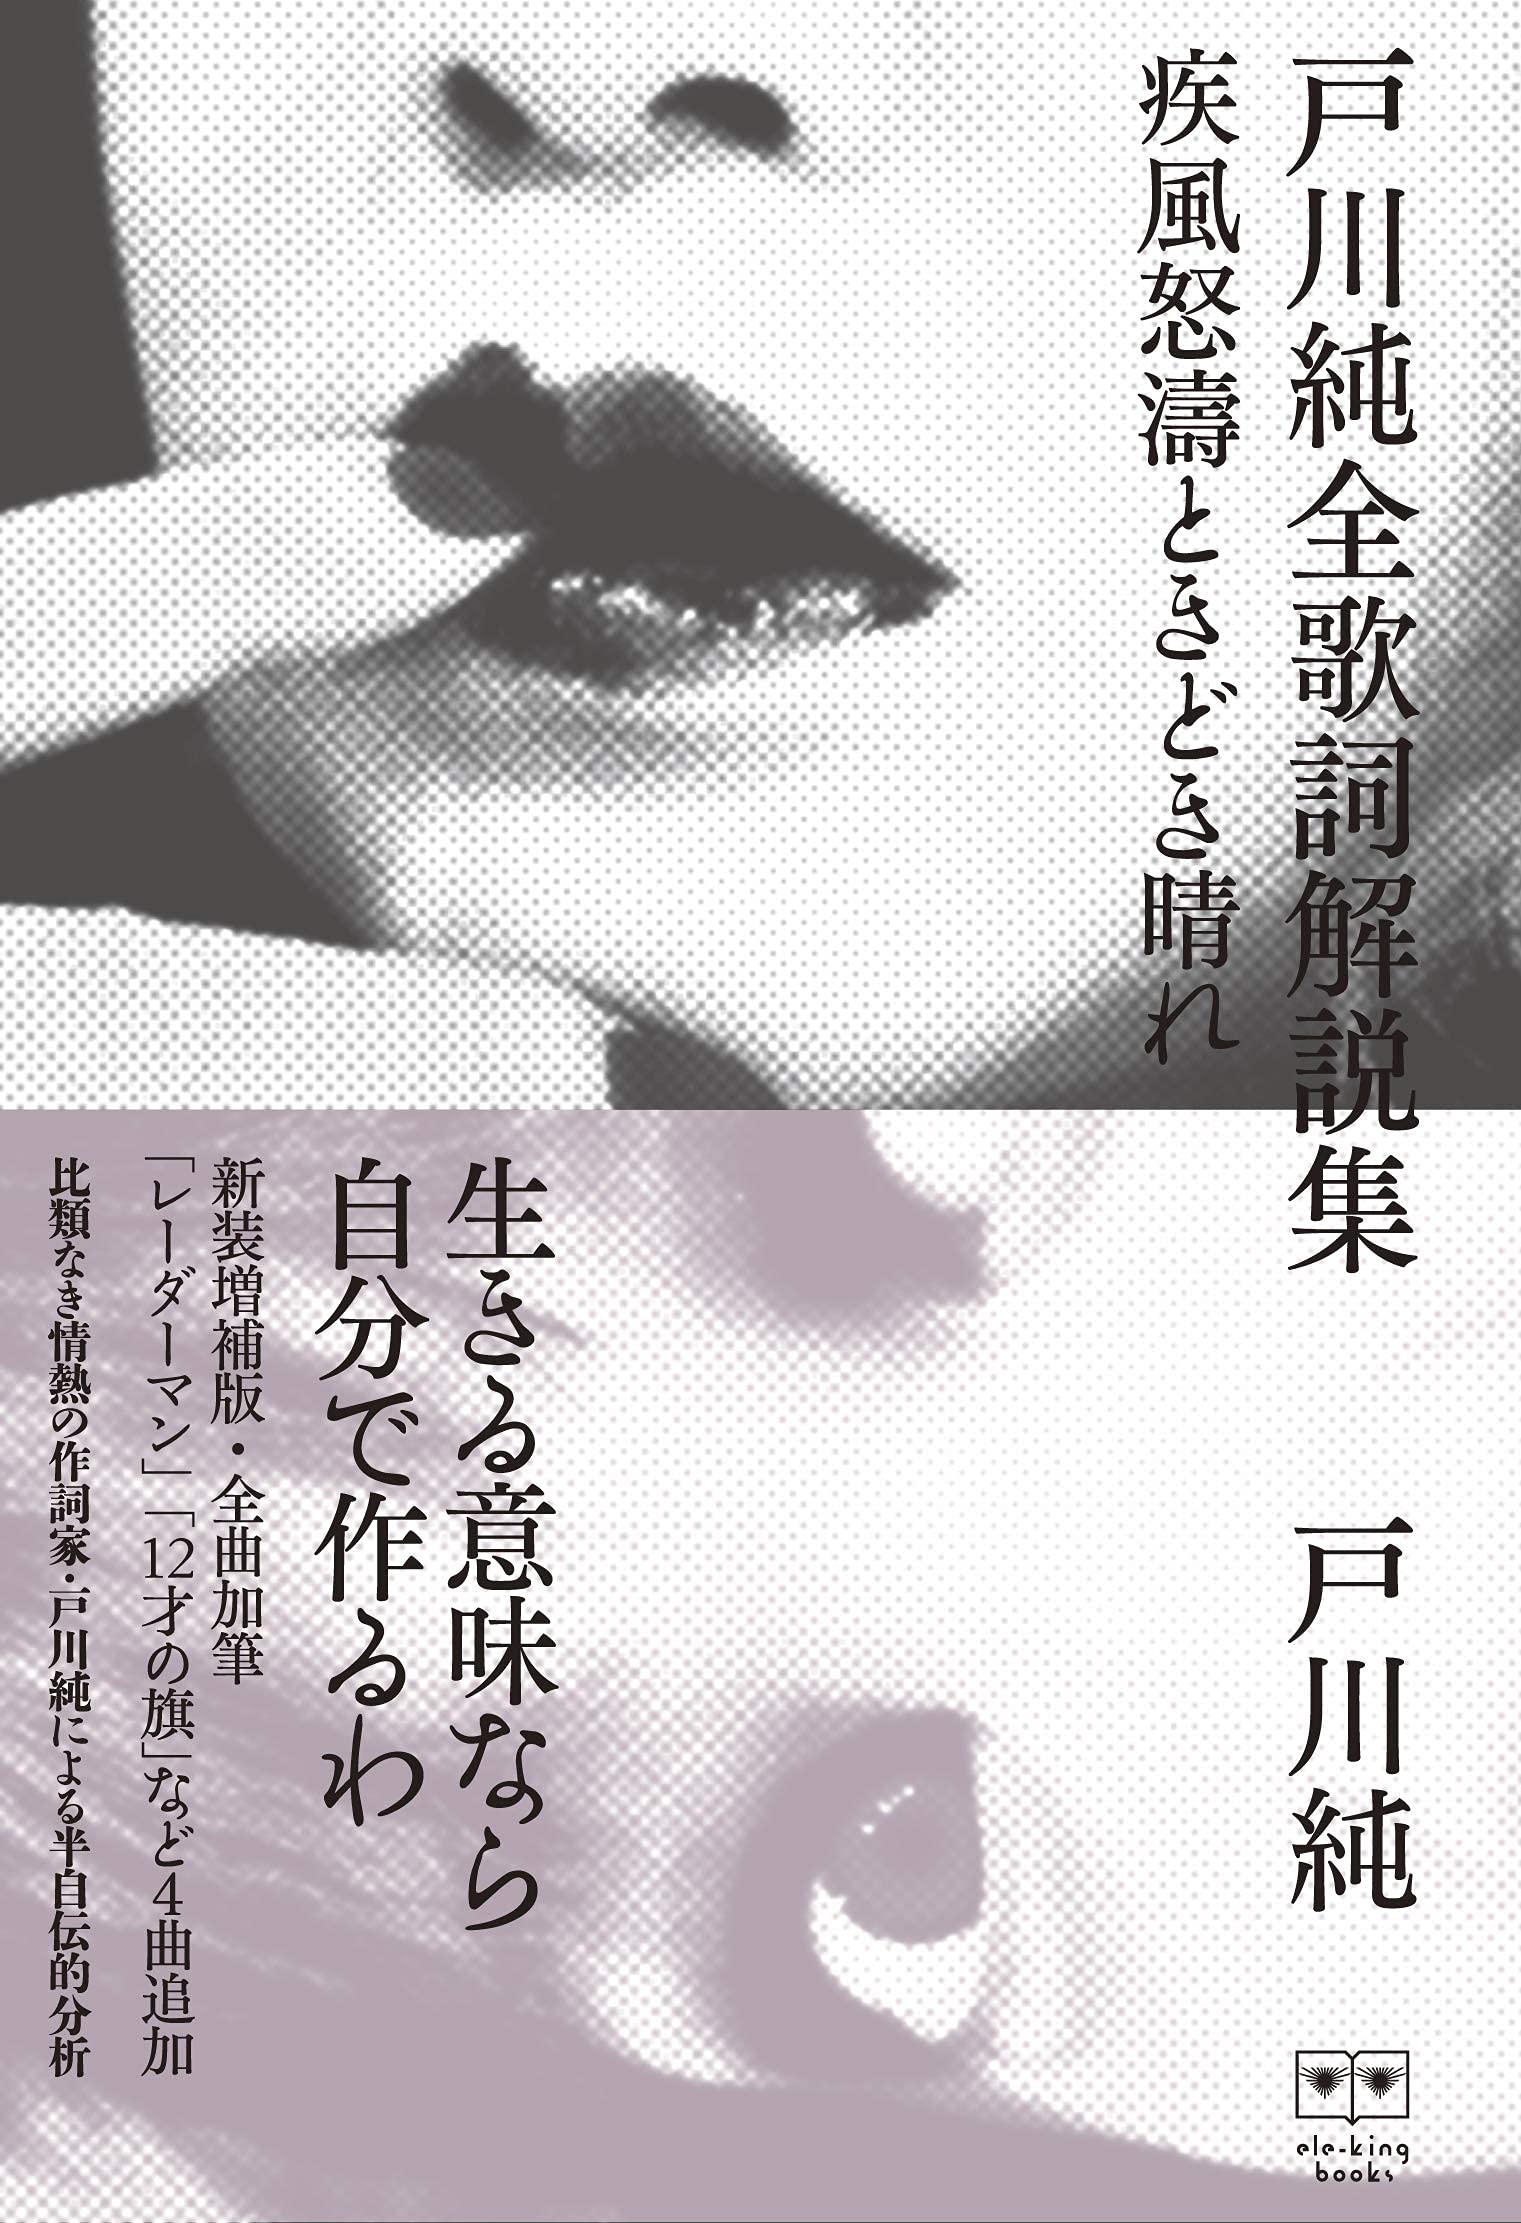 戸川純全歌詞解説集
疾風怒濤ときどき晴れ
戸川純
生きる意味なら
自分で作るわ
新装増補版・全曲加筆
「レーダーマン」「12才の旗」など4曲追加
比類なき情熱の作詞家・戸川純による半自伝的分析
ele-king
books